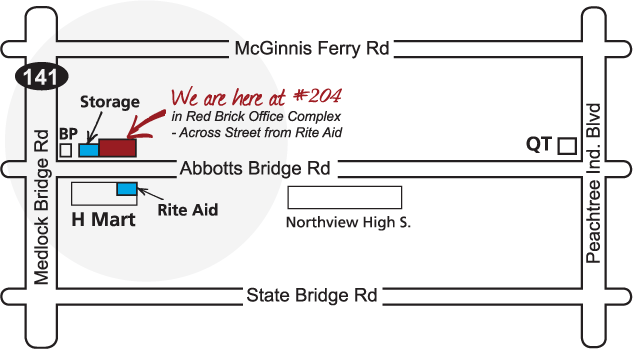 McGinnis Ferry Rd
141
Storage
We are here at #204
in Red Brick Office Complex
- Across Street from Rite Aid
BP
QT
Abbotts Bridge Rd
Medlock Bridge Rd
Peachtree Ind. Blvd
H Mart
Rite Aid
Northview High S.
State Bridge Rd